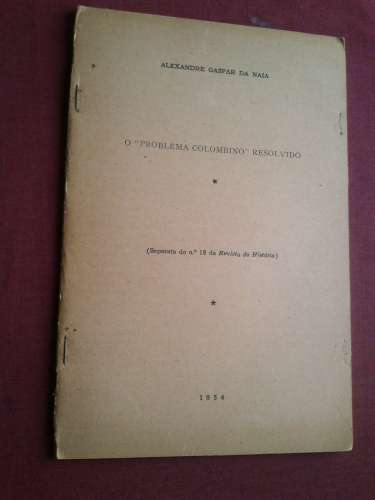 ALEXANDRE GASPAR DA NAIA
O "PROBLEMA COLOMBINO" RESOLVIDO
*
(Separata do n.º 18 da Revista de História)
*
1954